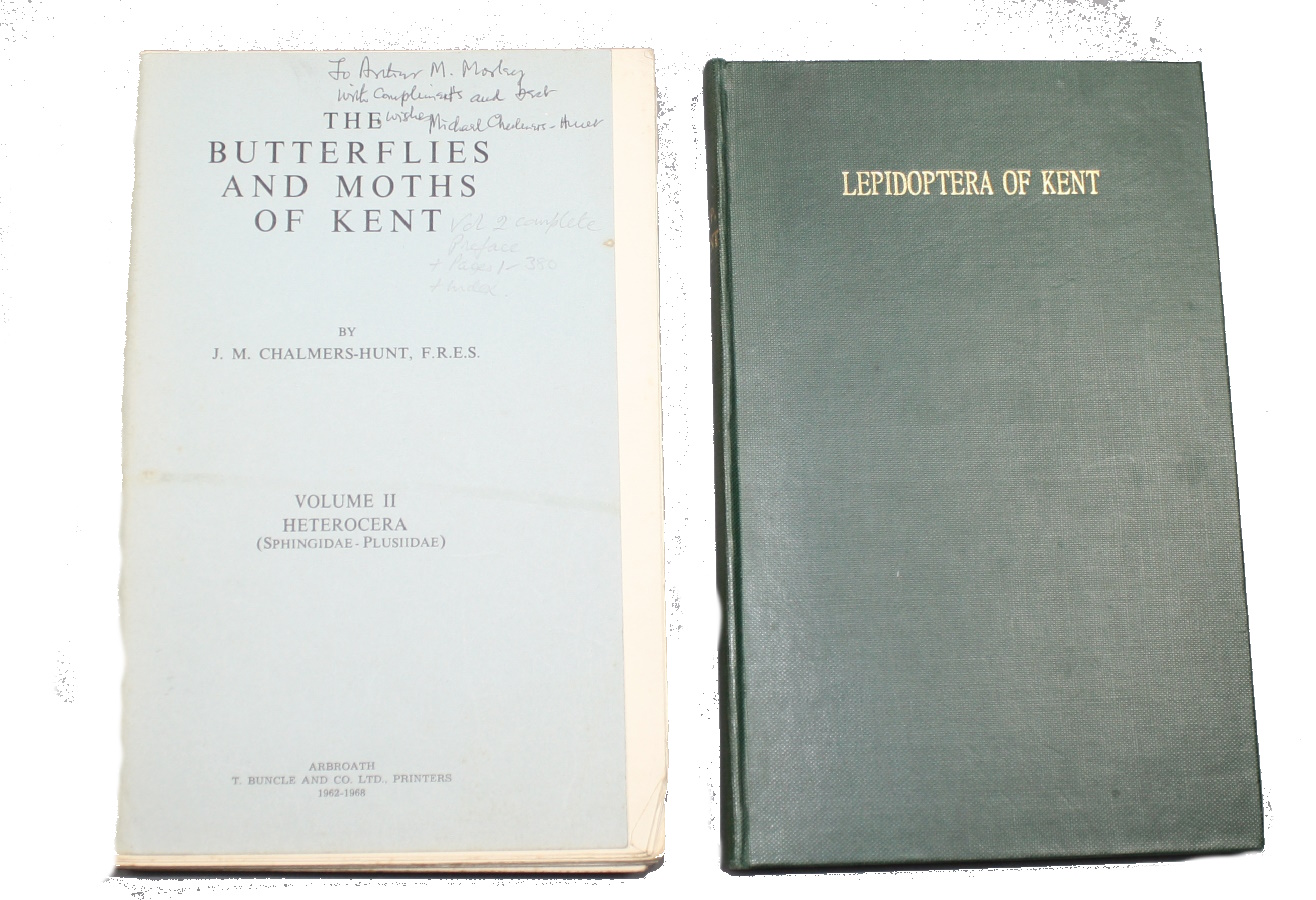 To Arthur M. Morley
with Compliments and best
wishes Michael Chalmers-Hunt
THE
BUTTERFLIES
AND MOTHS
OF KENT
Vol 2 complete
Preface
+ Pages 1- 380
+ index.
BY
J. M. CHALMERS-HUNT, F.R.E.S.
VOLUME II
HETEROCERA
(SPHINGIDAE - PLUSIIDAE)
ARBROATH
T. BUNCLE AND CO. LTD., PRINTERS
1962-1968
LEPIDOPTERA OF KENT